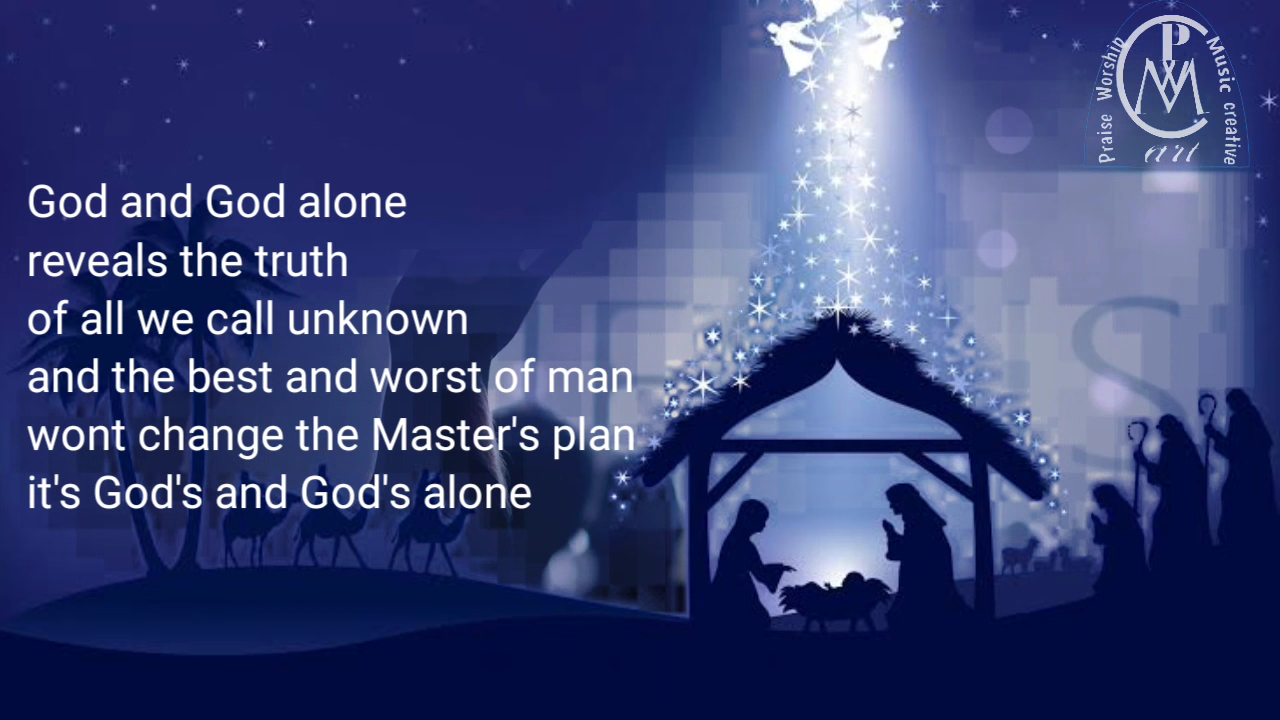 God and God alone
reveals the truth
of all we call unknown
and the best and worst of man
wont change the Master's plan
it's God's and God's alone
Praise Worship
Music creative
PWMC
art